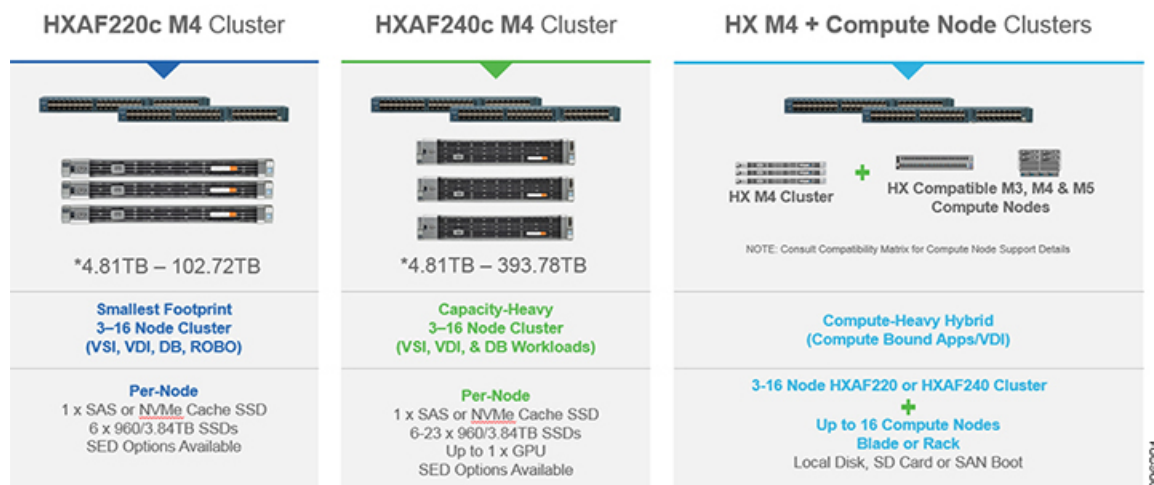 HXAF220c M4 Cluster
*4.81TB – 102.72TB
Smallest Footprint
3–16 Node Cluster
(VSI, VDI, DB, ROBO)
Per-Node
1 x SAS or NVMe Cache SSD
6 x 960/3.84TB SSDs
SED Options Available
HXAF240c M4 Cluster
*4.81TB – 393.78TB
Capacity-Heavy
3–16 Node Cluster
(VSI, VDI, & DB Workloads)
Per-Node
1 x SAS or NVMe Cache SSD
6-23 x 960/3.84TB SSDs
Up to 1 x GPU
SED Options Available
HX M4 + Compute Node Clusters
HX M4 Cluster
+
HX Compatible M3, M4 & M5
Compute Nodes
NOTE: Consult Compatibility Matrix for Compute Node Support Details
Compute-Heavy Hybrid
(Compute Bound Apps/VDI)
3-16 Node HXAF220 or HXAF240 Cluster
+
Up to 16 Compute Nodes
Blade or Rack
Local Disk, SD Card or SAN Boot